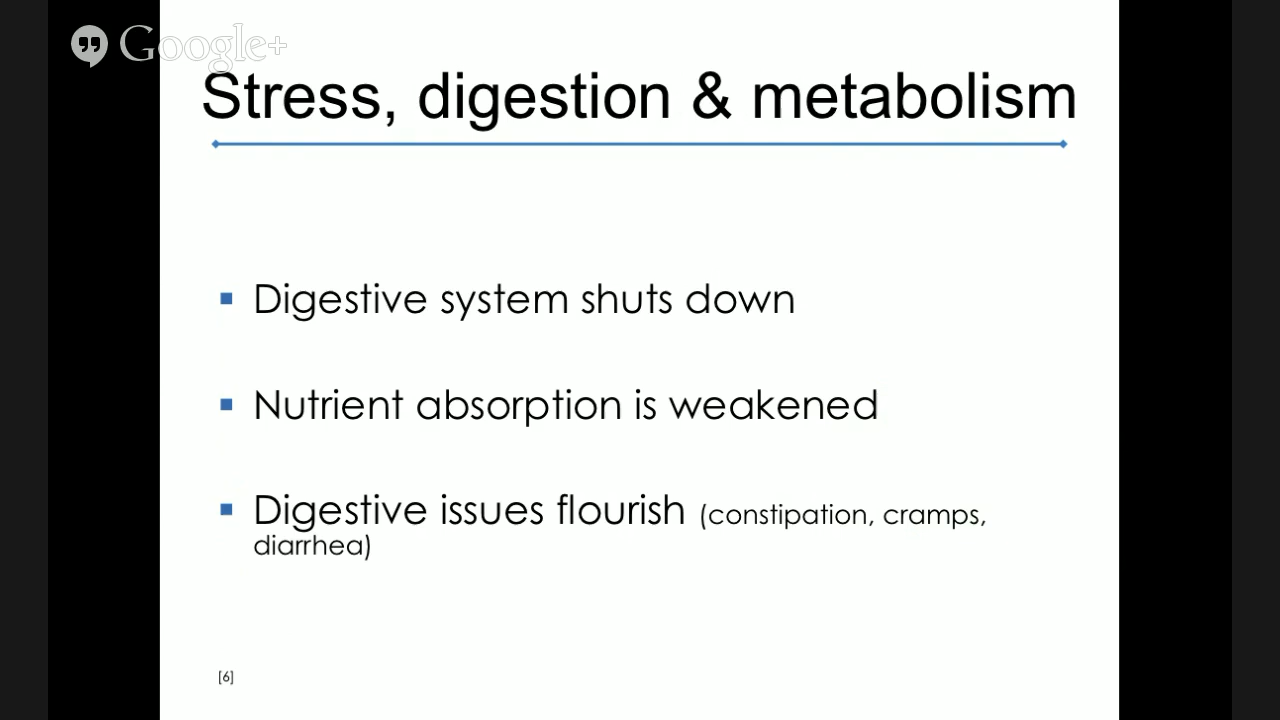 Google+
Stress, digestion & metabolism
▪ Digestive system shuts down
▪ Nutrient absorption is weakened
▪ Digestive issues flourish (constipation, cramps,
diarrhea)
[6]